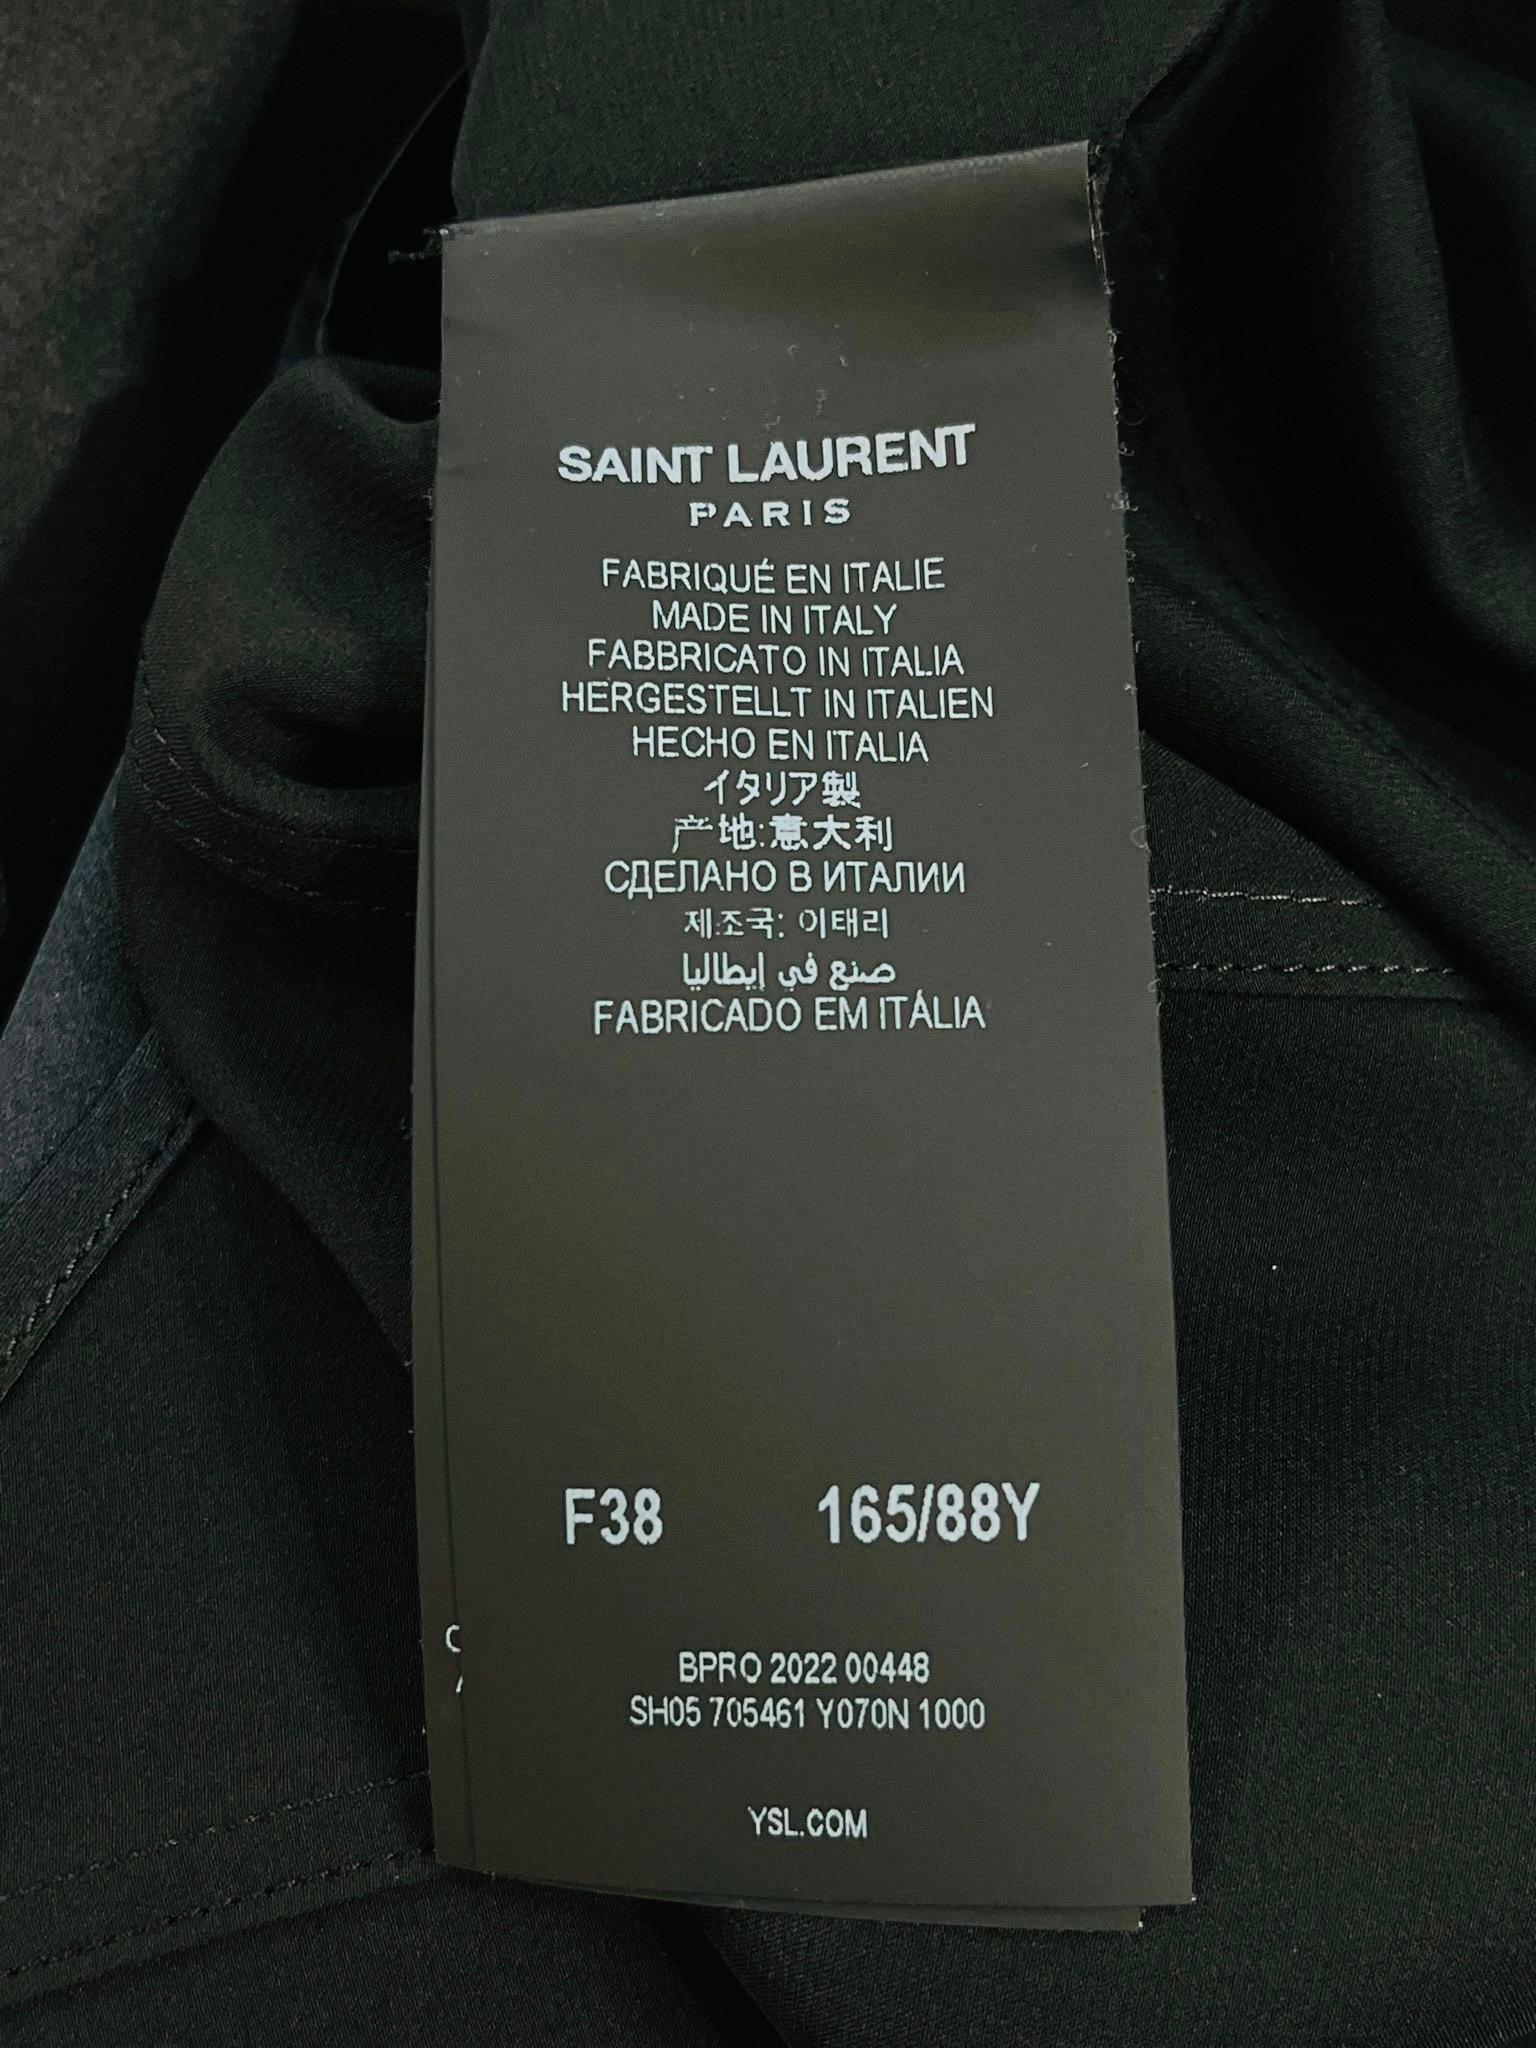 SAINT LAURENT
PARIS
FABRIQUÉ EN ITALIE
MADE IN ITALY
FABBRICATO IN ITALIA
HERGESTELLT IN ITALIEN
HECHO EN ITALIA
イタリア製
产地:意大利
СДЕЛАНО В ИТАЛИИ
제조국: 이태리
صنع في إيطاليا
FABRICADO EM ITÁLIA
F38 165/88Y
BPRO 2022 00448
SH05 705461 Y070N 1000
YSL.COM